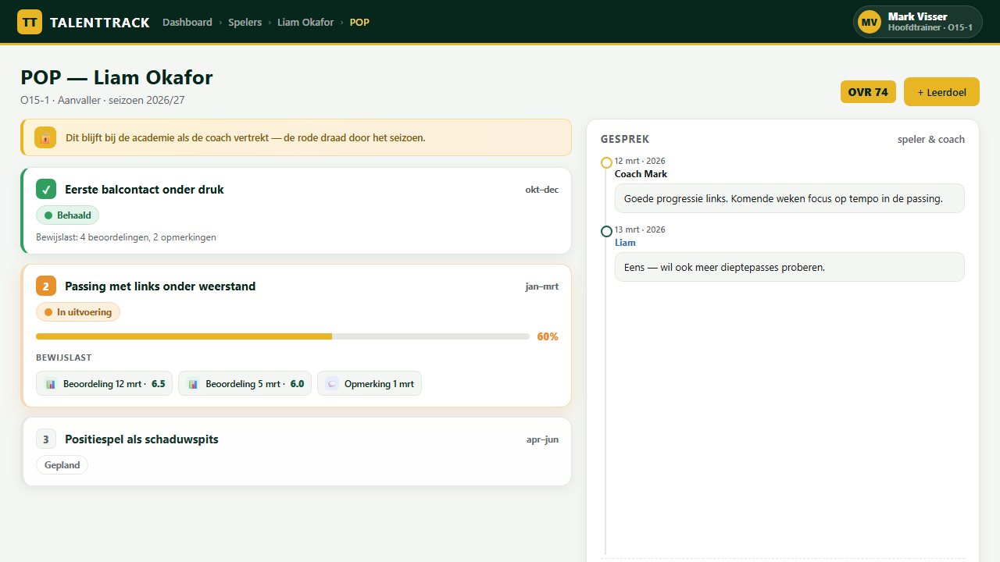 TT TALENTTRACK Dashboard › Spelers › Liam Okafor › POP
MV Mark Visser
Hoofdtrainer · O15-1
POP — Liam Okafor
O15-1 · Aanvaller · seizoen 2026/27
OVR 74
+ Leerdoel
Dit blijft bij de academie als de coach vertrekt — de rode draad door het seizoen.
✓ Eerste balcontact onder druk okt–dec
Behaald
Bewijslast: 4 beoordelingen, 2 opmerkingen
2 Passing met links onder weerstand jan–mrt
In uitvoering
60%
BEWIJSLAST
Beoordeling 12 mrt · 6.5
Beoordeling 5 mrt · 6.0
Opmerking 1 mrt
3 Positiespel als schaduwspits apr–jun
Gepland
GESPREK speler & coach
12 mrt · 2026
Coach Mark
Goede progressie links. Komende weken focus op tempo in de passing.
13 mrt · 2026
Liam
Eens — wil ook meer dieptepasses proberen.